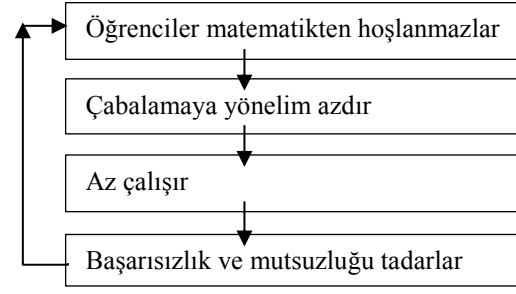 Öğrenciler matematikten hoşlanmazlar
Çabalamaya yönelim azdır
Az çalışır
Başarısızlık ve mutsuzluğu tadarlar